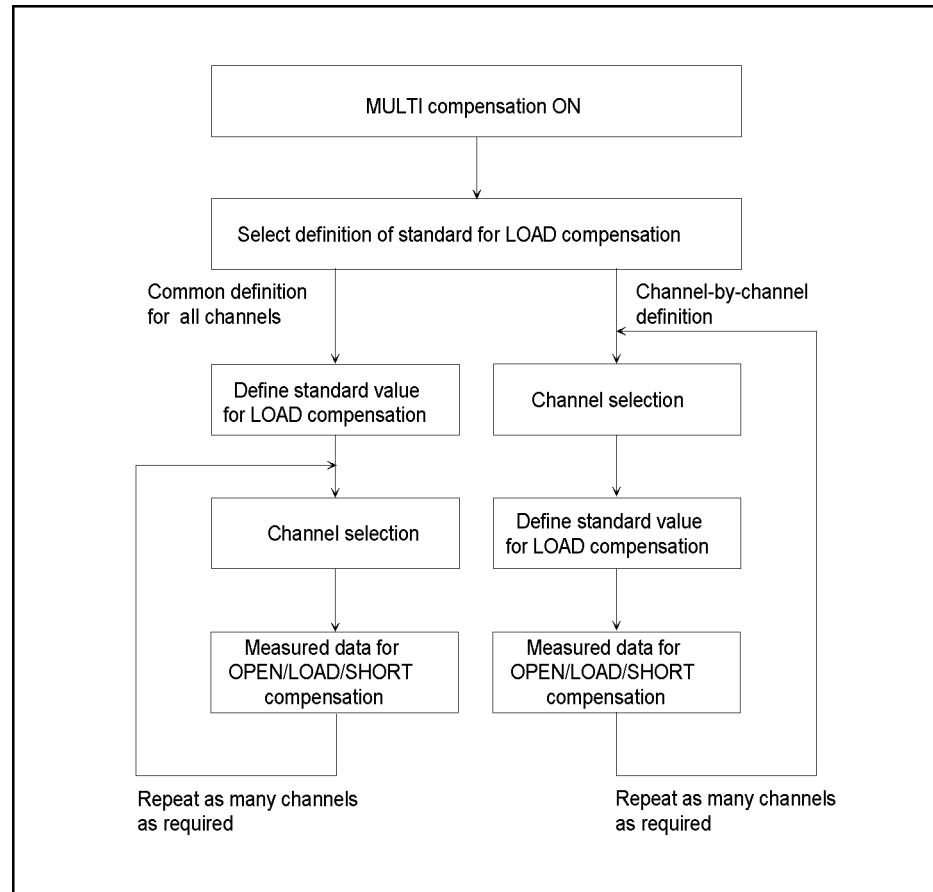 MULTI compensation ON
Select definition of standard for LOAD compensation
Common definition
for all channels
Channel-by-channel
definition
Define standard value
for LOAD compensation
Channel selection
Channel selection
Define standard value
for LOAD compensation
Measured data for
OPEN/LOAD/SHORT
compensation
Measured data for
OPEN/LOAD/SHORT
compensation
Repeat as many channels
as required
Repeat as many channels
as required